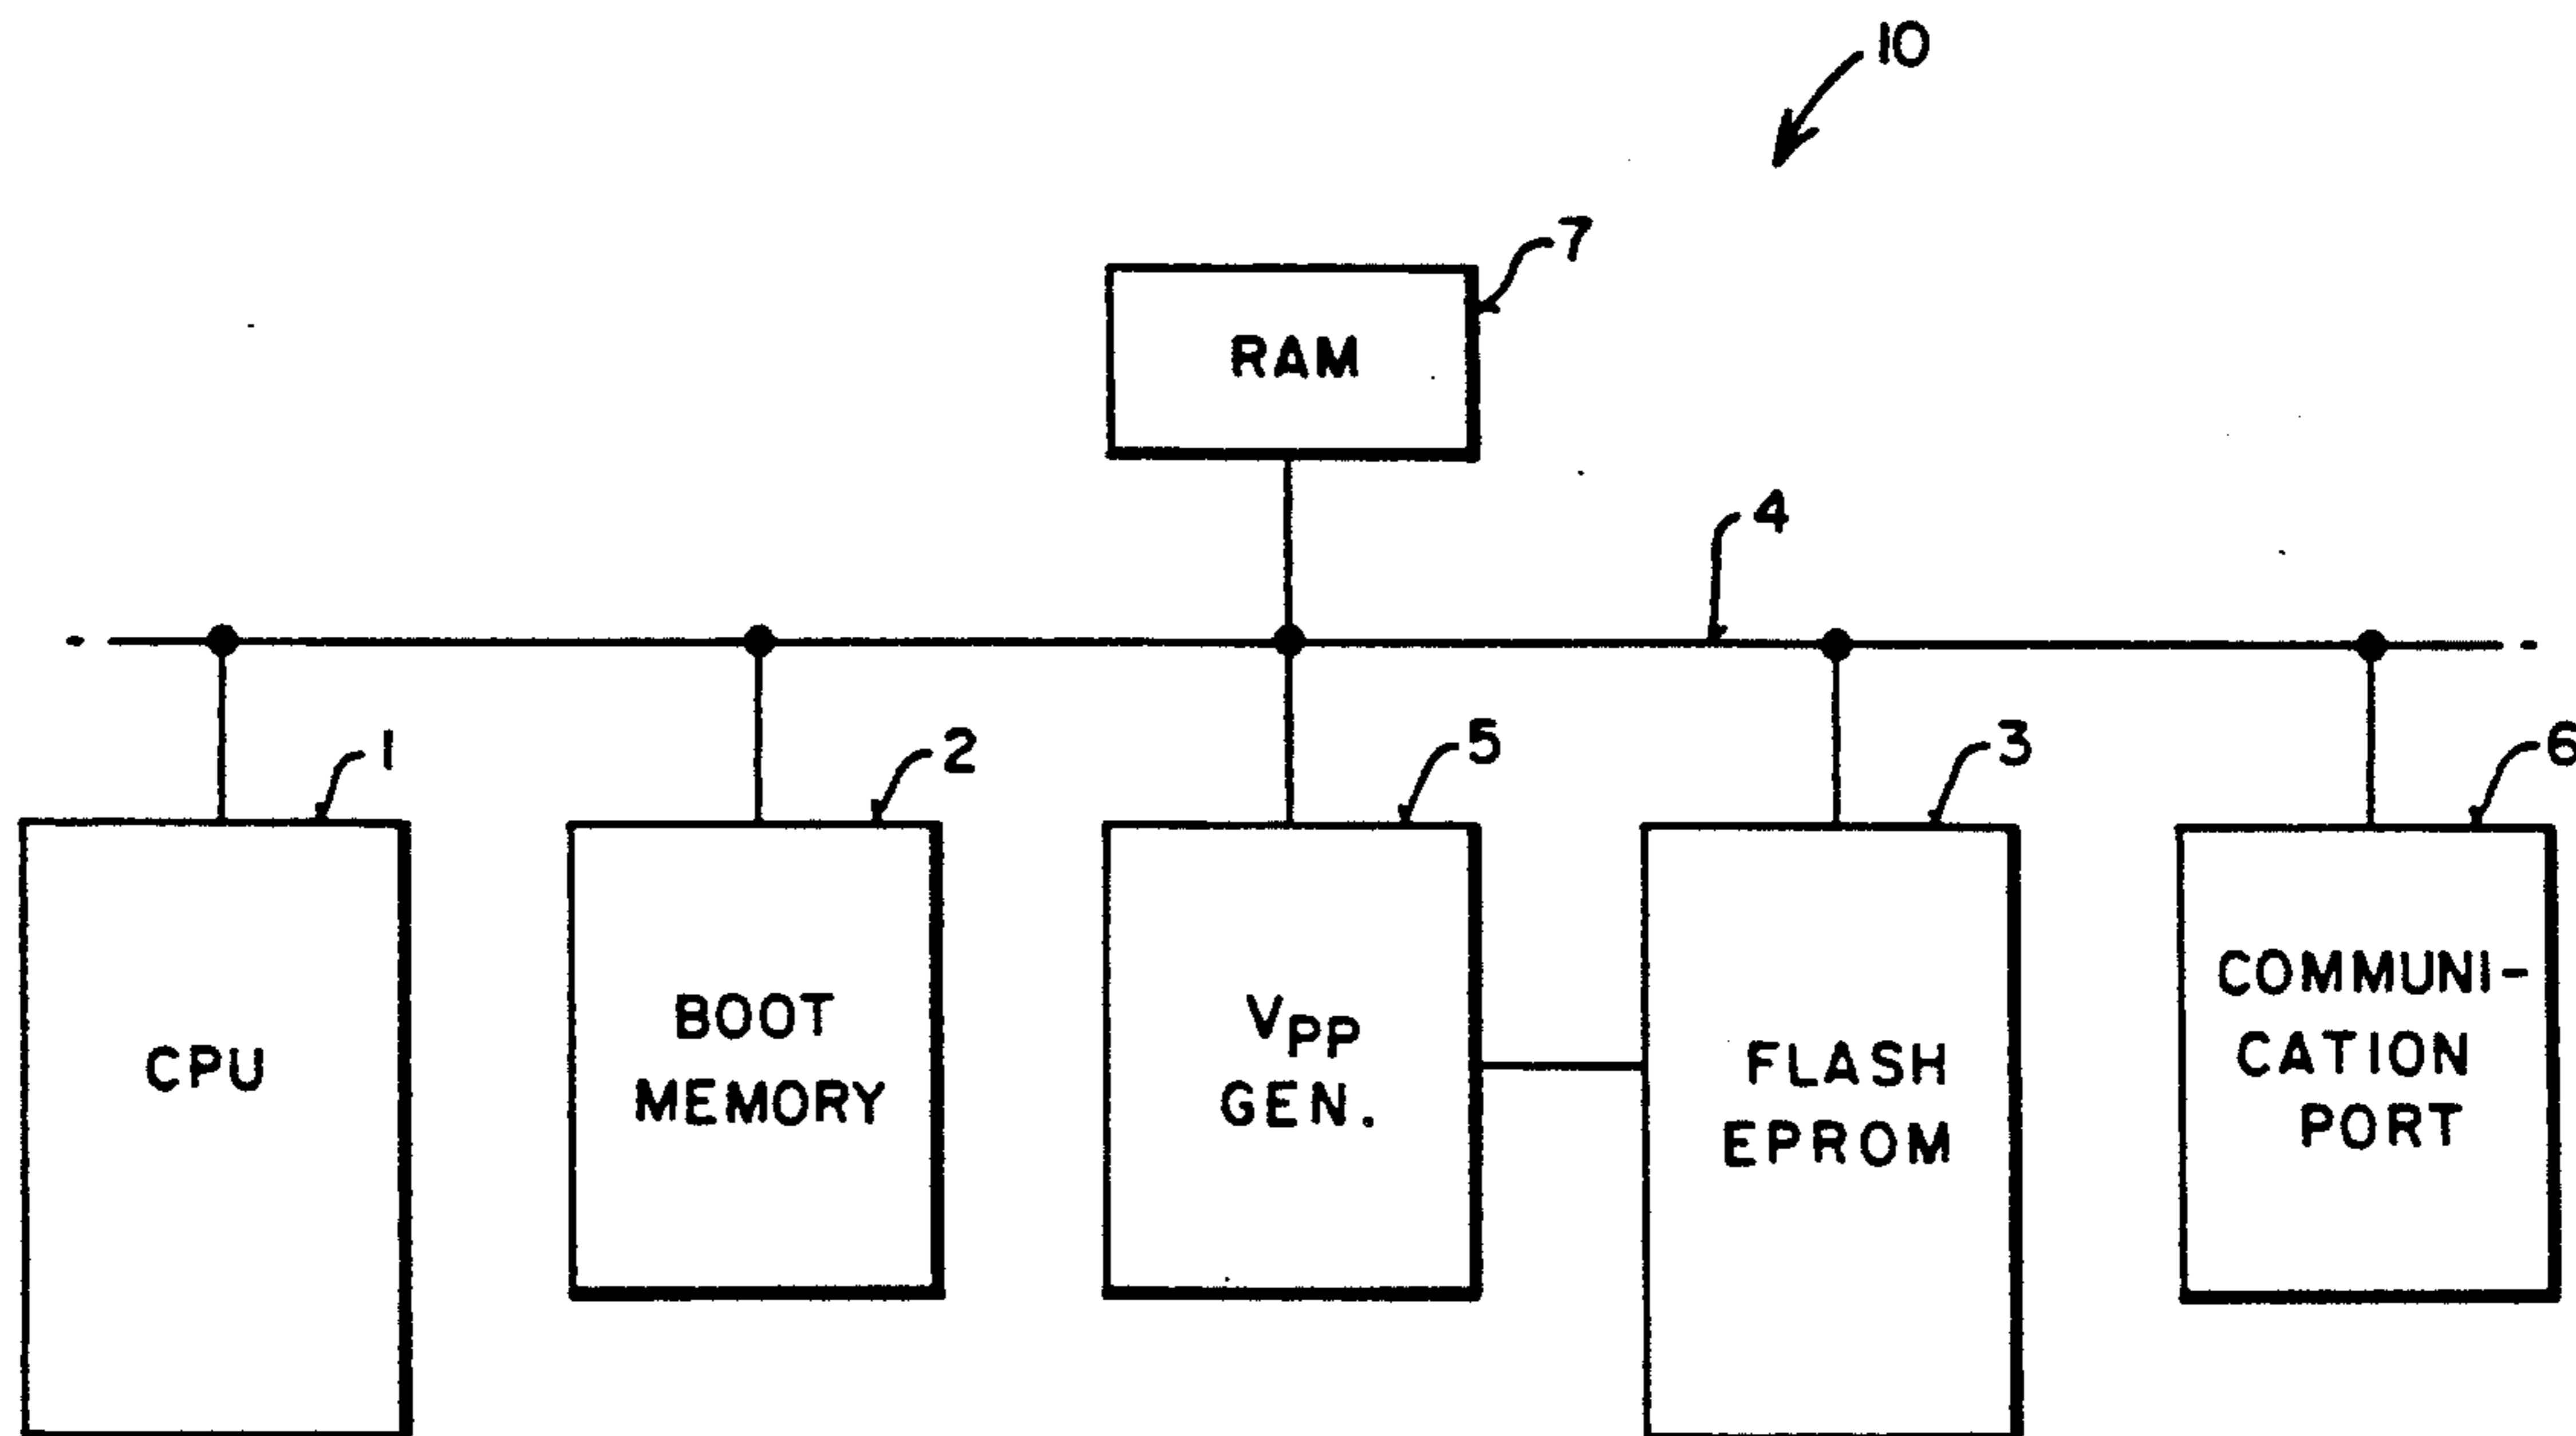 10
7
RAM
4
1
2
5
3
6
CPU
BOOT
MEMORY
VPP
GEN.
FLASH
EPROM
COMMUNI-
CATION
PORT